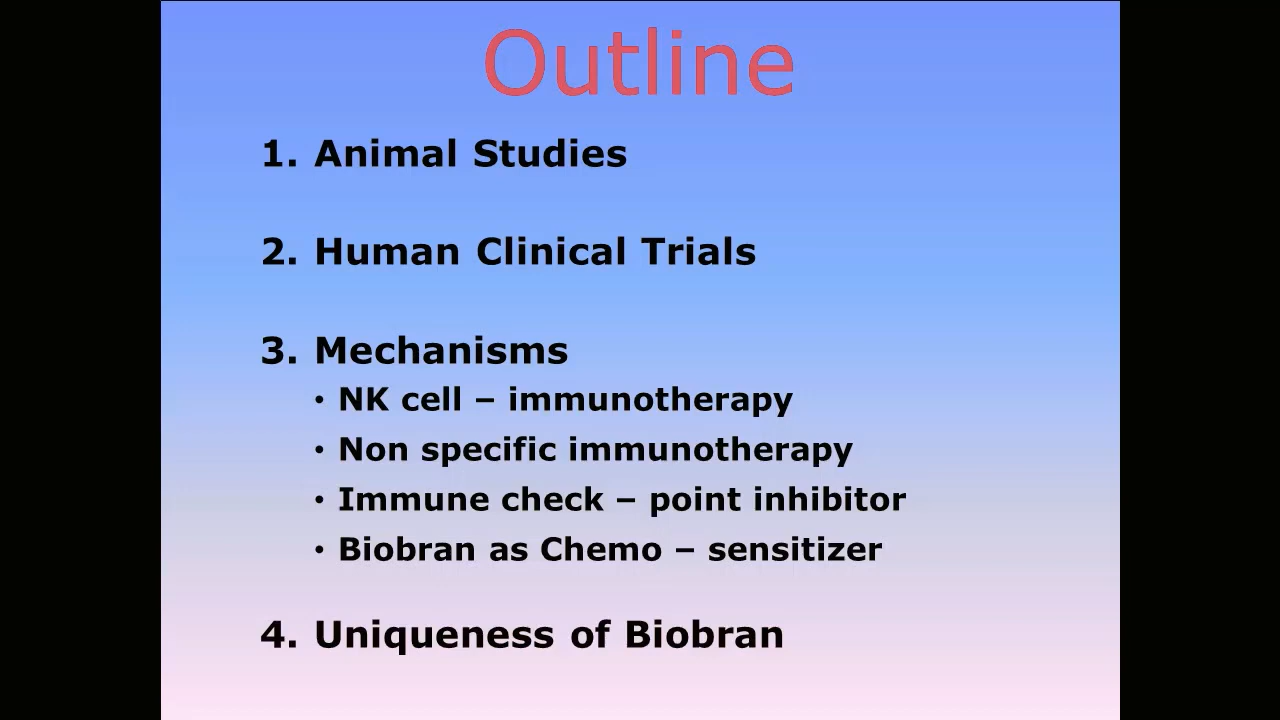 Outline
1. Animal Studies
2. Human Clinical Trials
3. Mechanisms
• NK cell – immunotherapy
• Non specific immunotherapy
• Immune check – point inhibitor
• Biobran as Chemo – sensitizer
4. Uniqueness of Biobran